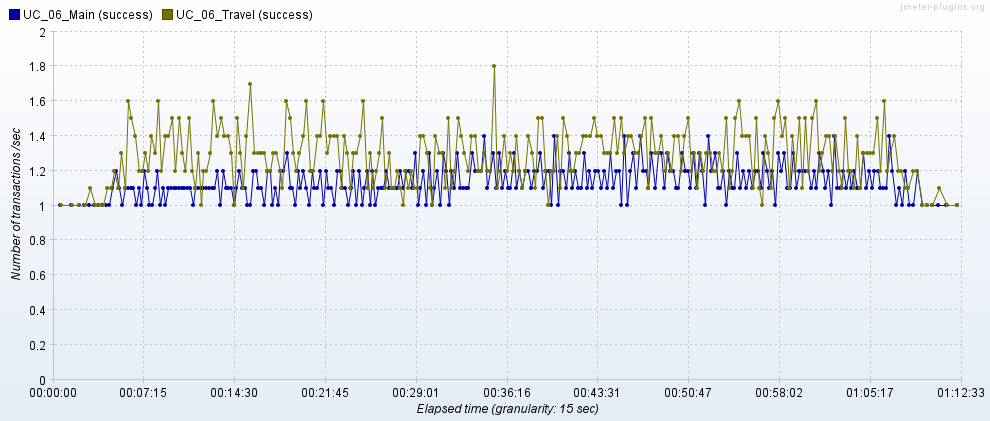 jmeter-plugins.org
UC_06_Main (success) UC_06_Travel (success)
2
1.8
1.6
1.4
1.2
1
0.8
0.6
0.4
0.2
0
Number of transactions/sec
00:00:00 00:07:15 00:14:30 00:21:45 00:29:01 00:36:16 00:43:31 00:50:47 00:58:02 01:05:17 01:12:33
Elapsed time (granularity: 15 sec)